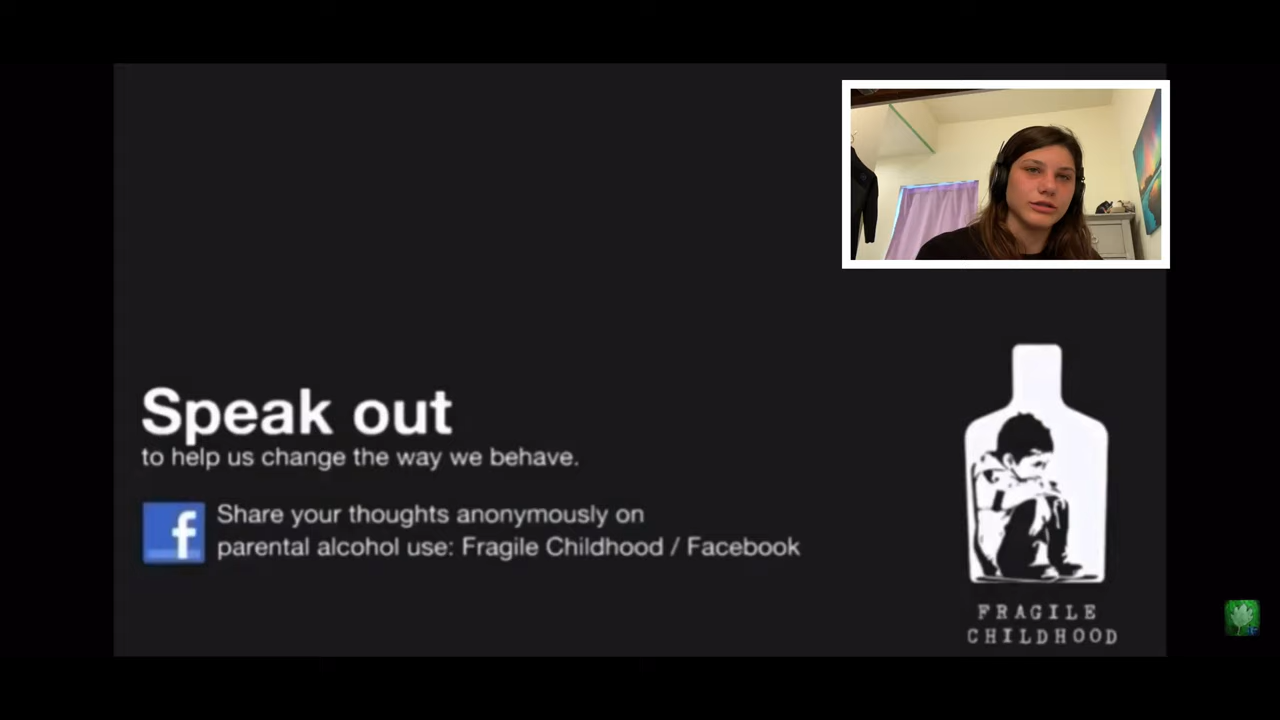 Speak out
to help us change the way we behave.
f
Share your thoughts anonymously on
parental alcohol use: Fragile Childhood / Facebook
FRAGILE
CHILDHOOD